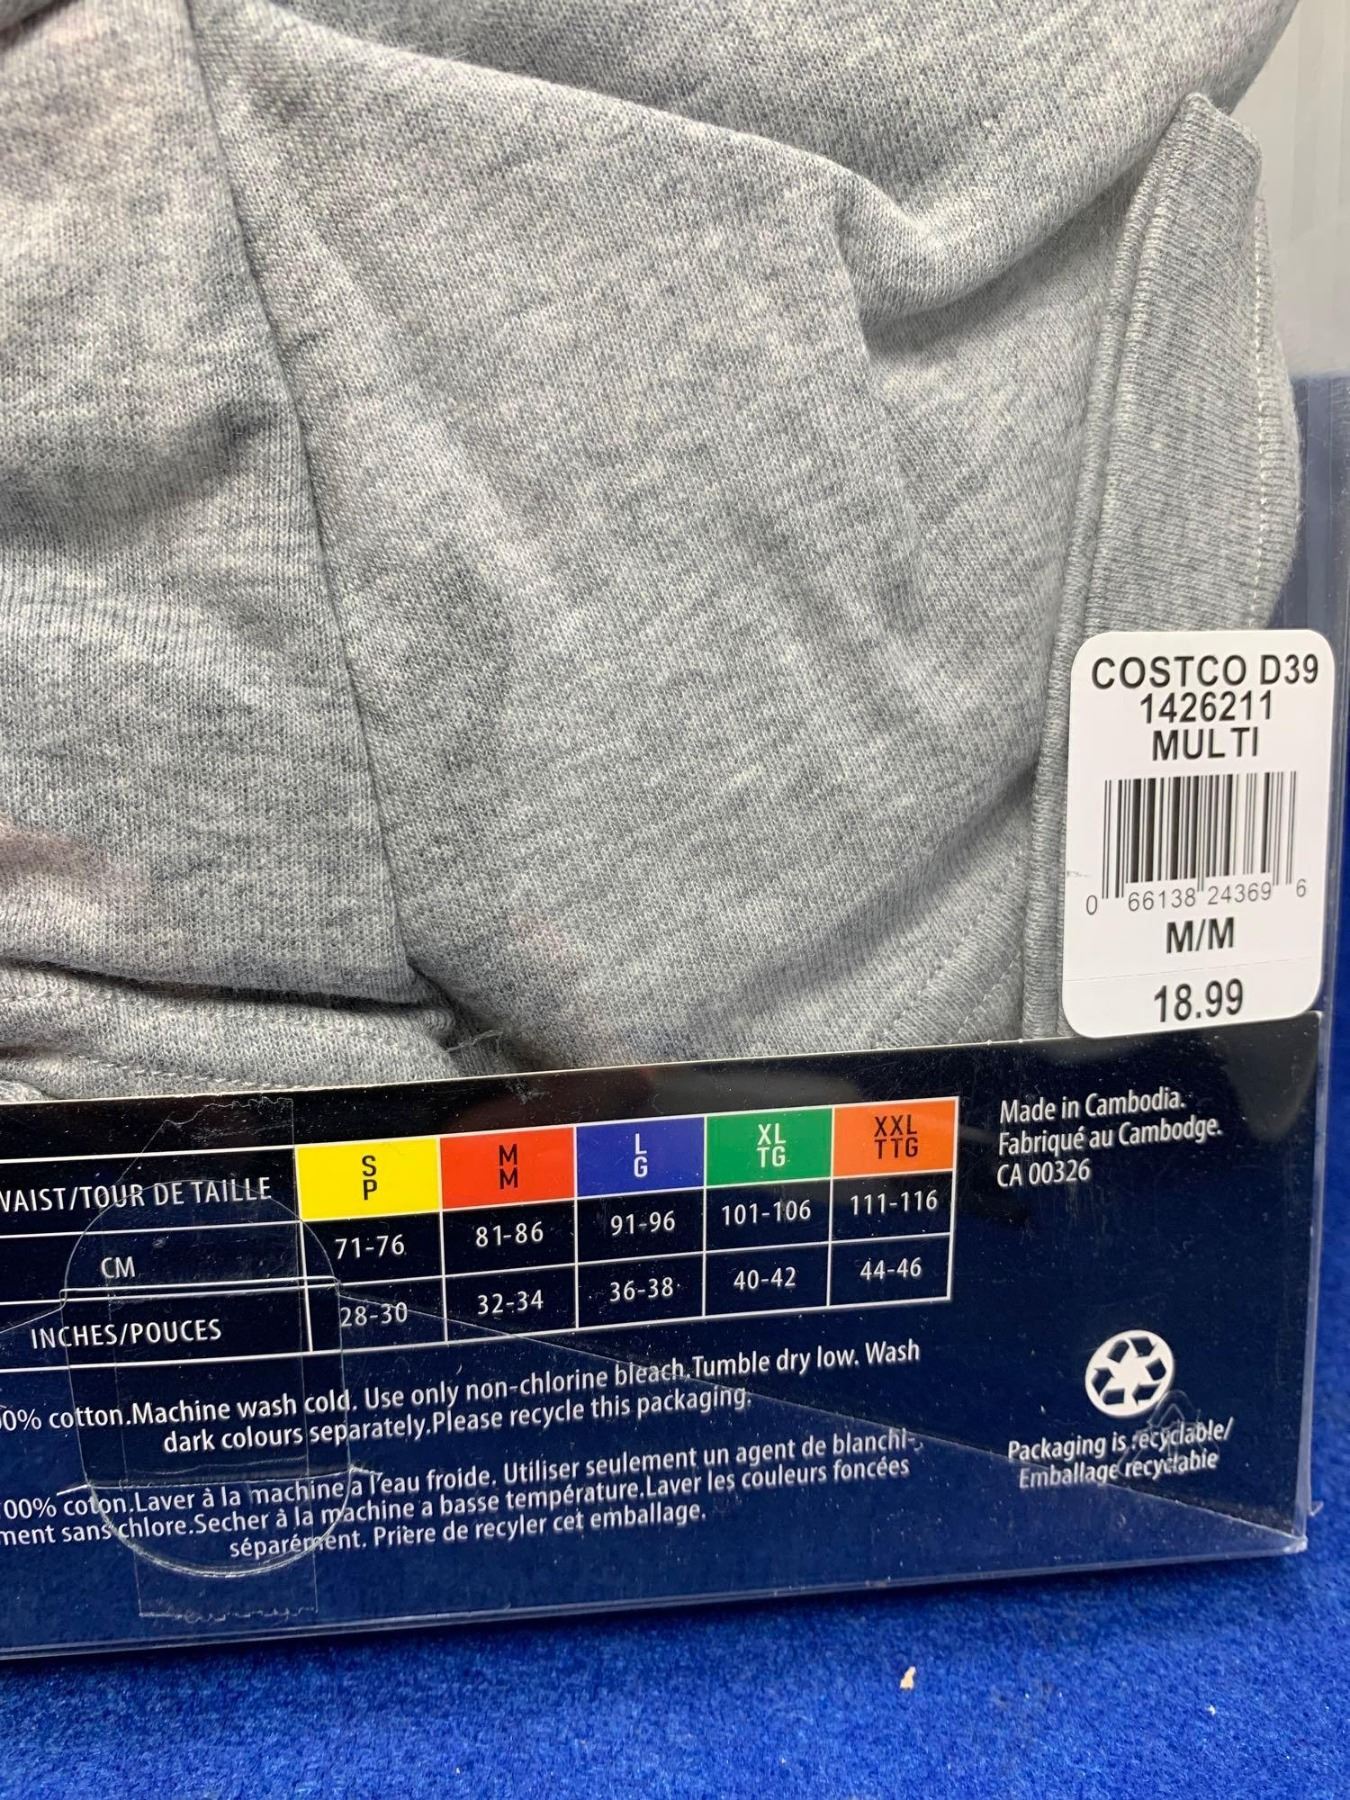 COSTCO D39
1426211
MULTI
0 66138 24369 6
M/M
18.99
Made in Cambodia.
Fabriqué au Cambodge.
CA 00326
WAIST/TOUR DE TAILLE
S M L XL XXL
P M G TG TTG
CM 71-76 81-86 91-96 101-106 111-116
INCHES/POUCES 28-30 32-34 36-38 40-42 44-46
cotton.Machine wash cold. Use only non-chlorine bleach.Tumble dry low. Wash
dark colours separately.Please recycle this packaging.
coton.Laver à la machine à l'eau froide. Utiliser seulement un agent de blanchi-
ment sans chlore.Secher à la machine a basse température.Laver les couleurs foncées
séparément. Prière de recyler cet emballage.
Packaging is recyclable/
Emballage recyclable